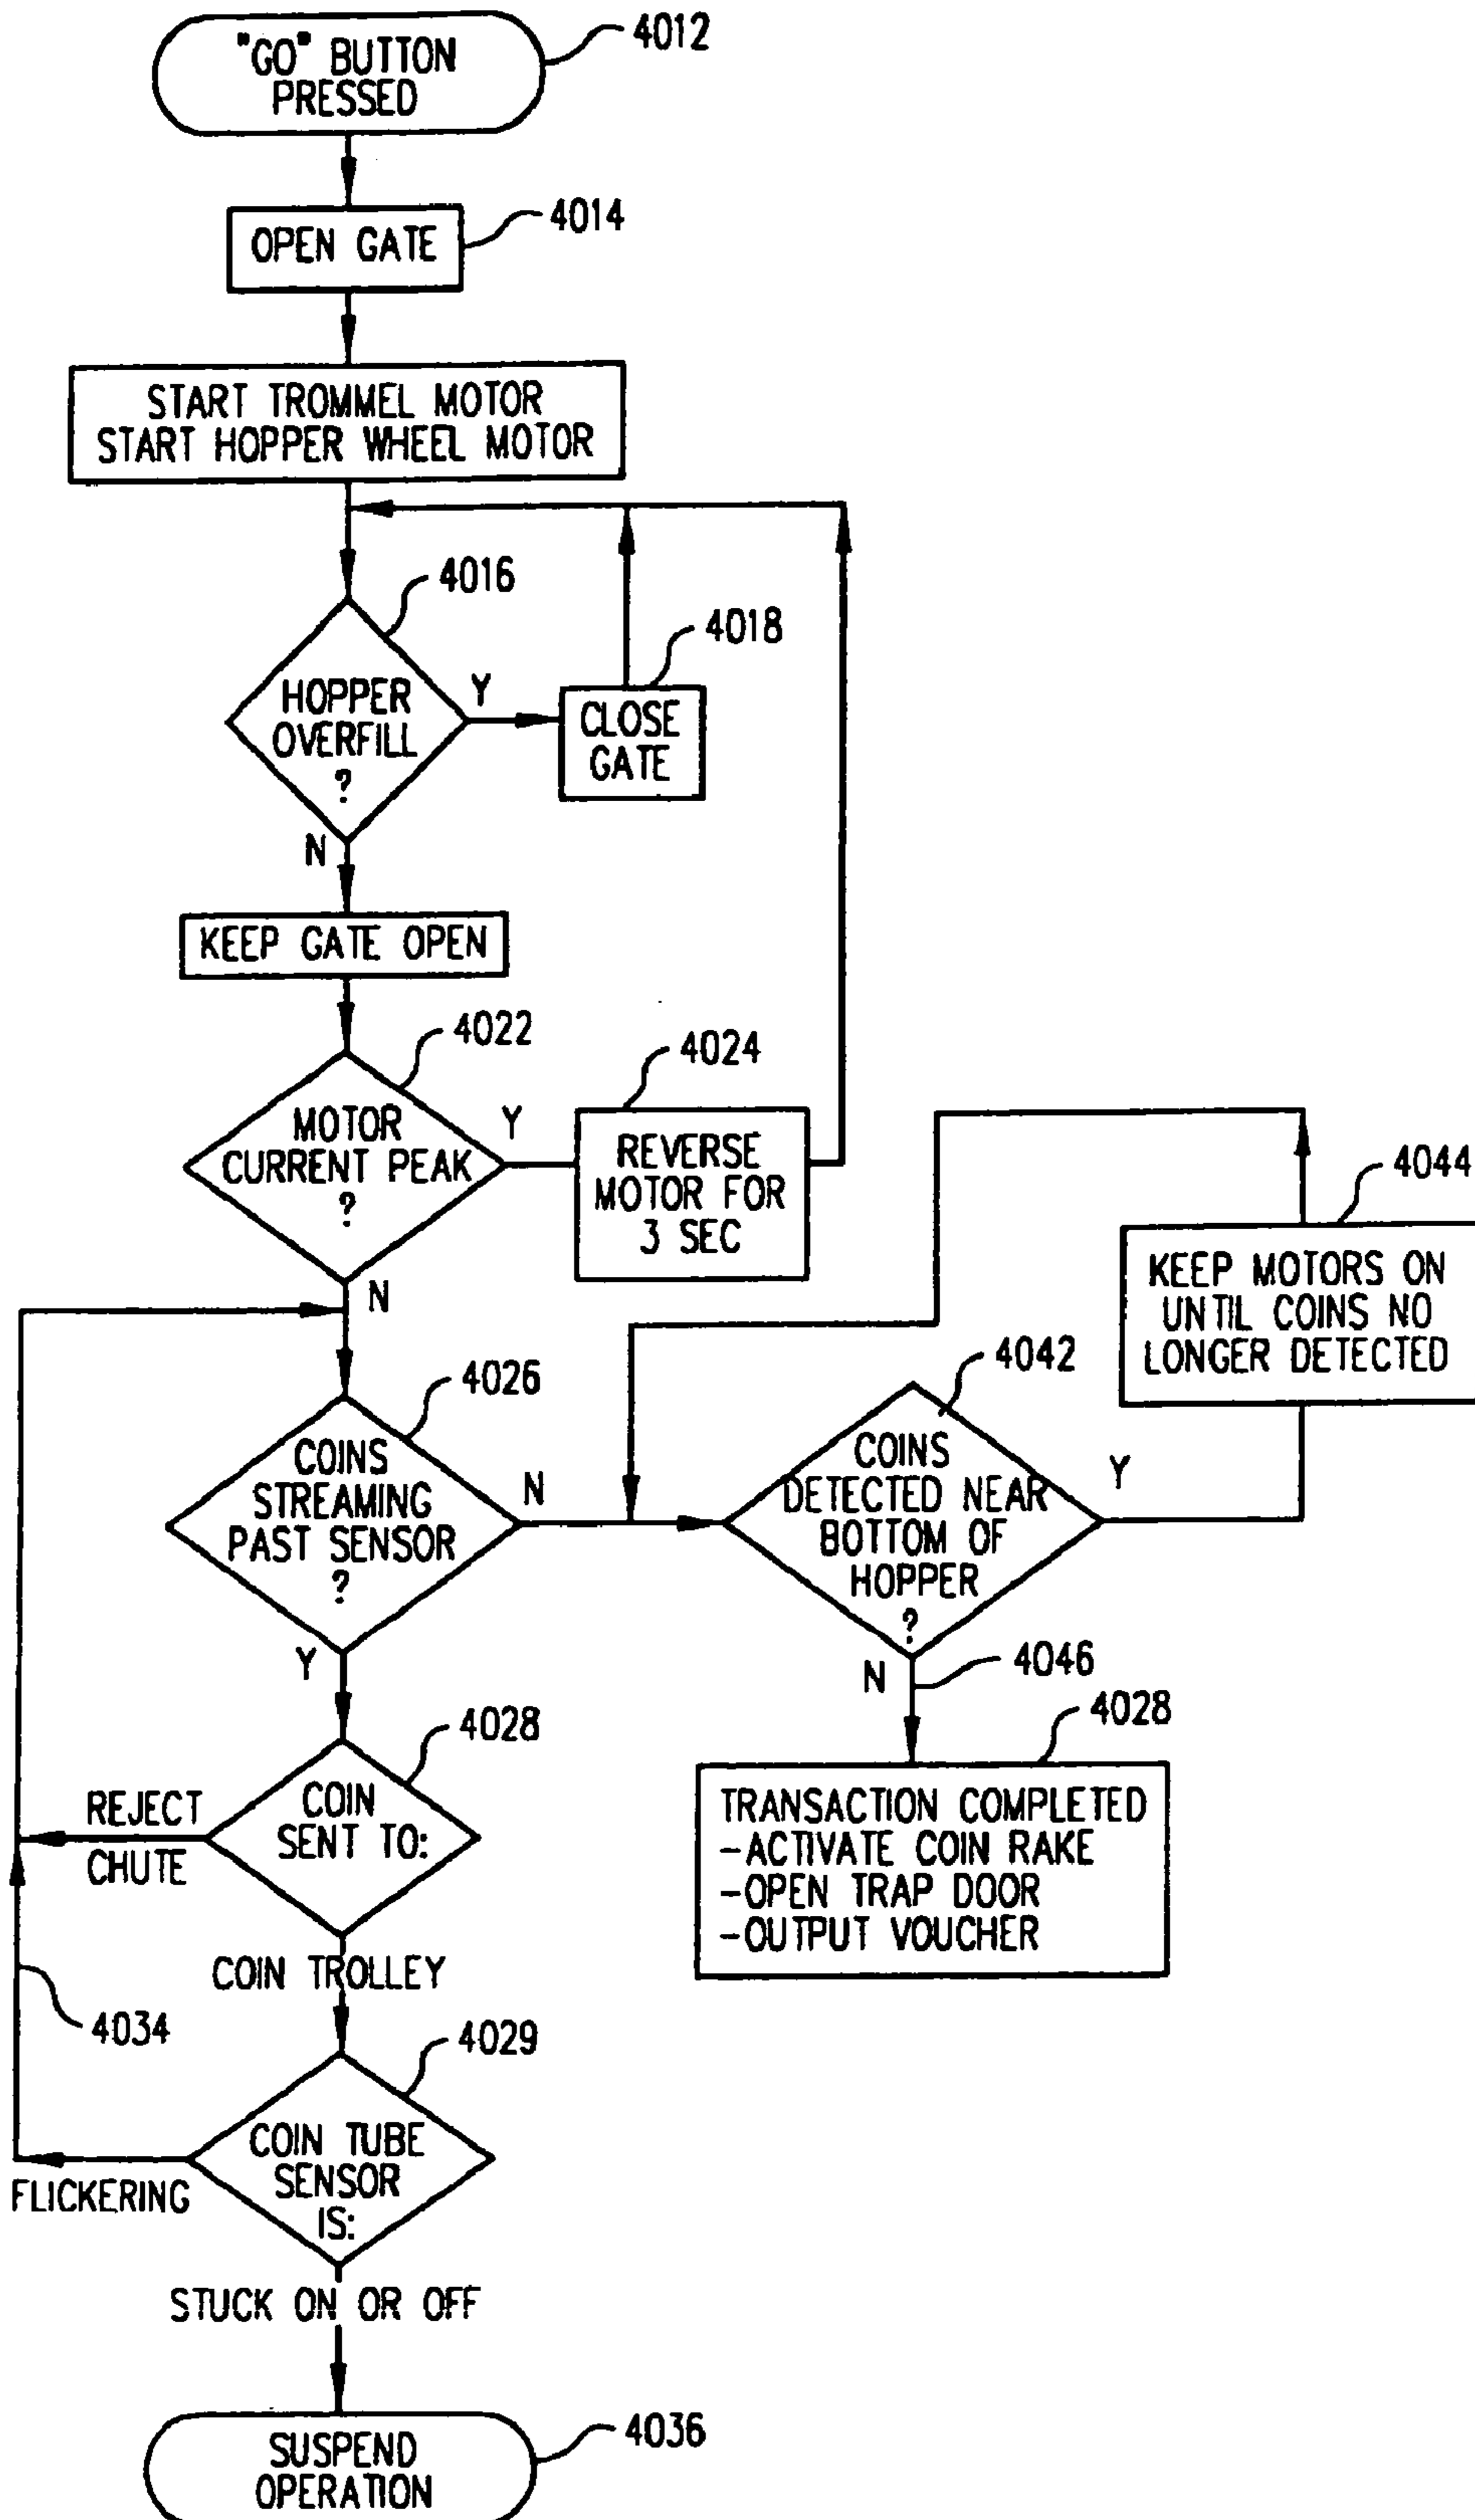 "GO" BUTTON
PRESSED
4012
OPEN GATE
4014
START TROMMEL MOTOR
START HOPPER WHEEL MOTOR
4016
HOPPER
OVERFILL
?
Y
4018
CLOSE
GATE
N
KEEP GATE OPEN
4022
MOTOR
CURRENT PEAK
?
Y
4024
REVERSE
MOTOR FOR
3 SEC
N
4044
KEEP MOTORS ON
UNTIL COINS NO
LONGER DETECTED
4026
COINS
STREAMING
PAST SENSOR
?
N
4042
COINS
DETECTED NEAR
BOTTOM OF
HOPPER
?
Y
Y
N
4046
4028
COIN
SENT TO:
REJECT
CHUTE
4028
TRANSACTION COMPLETED
-ACTIVATE COIN RAKE
-OPEN TRAP DOOR
-OUTPUT VOUCHER
COIN TROLLEY
4034
4029
COIN TUBE
SENSOR
IS:
FLICKERING
STUCK ON OR OFF
SUSPEND
OPERATION
4036